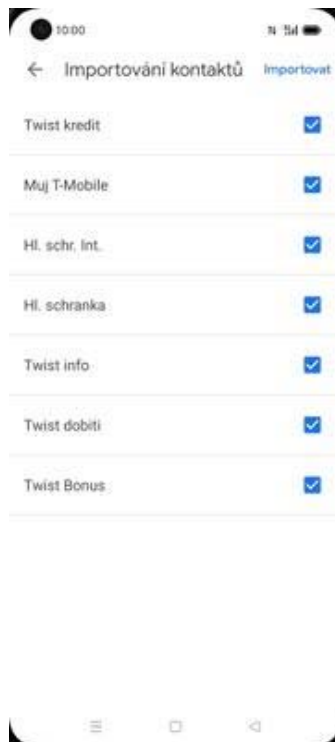 10:00
Importování kontaktů Importovat
Twist kredit
Muj T-Mobile
Hl. schr. Int.
Hl. schranka
Twist info
Twist dobiti
Twist Bonus